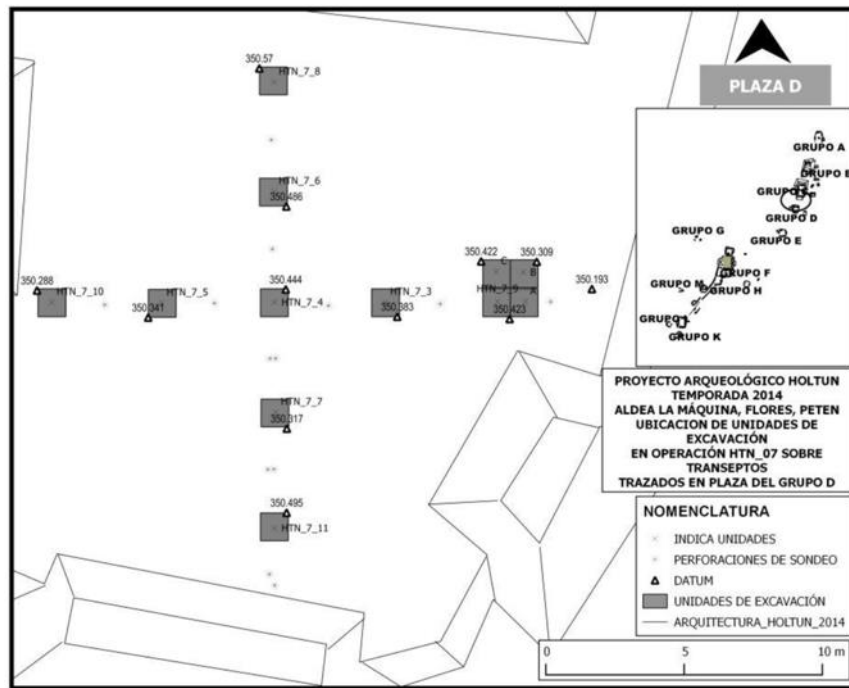 350.57
HTN_7_8
PLAZA D
HTN_7_6
350.486
GRUPO A
GRUPO D
GRUPO G
GRUPO E
GRUPO F
GRUPO H
GRUPO K
350.422
350.309
C
B
A
350.288
350.444
350.193
HTN_7_10
HTN_7_5
HTN_7_4
HTN_7_3
HTN_7_9
350.341
350.383
350.423
HTN_7_7
350.317
350.495
HTN_7_11
PROYECTO ARQUEOLÓGICO HOLTUN
TEMPORADA 2014
ALDEA LA MÁQUINA, FLORES, PETEN
UBICACION DE UNIDADES DE
EXCAVACIÓN
EN OPERACIÓN HTN_07 SOBRE
TRANSEPTOS
TRAZADOS EN PLAZA DEL GRUPO D
NOMENCLATURA
INDICA UNIDADES
PERFORACIONES DE SONDEO
DATUM
UNIDADES DE EXCAVACIÓN
ARQUITECTURA_HOLTUN_2014
0 5 10 m